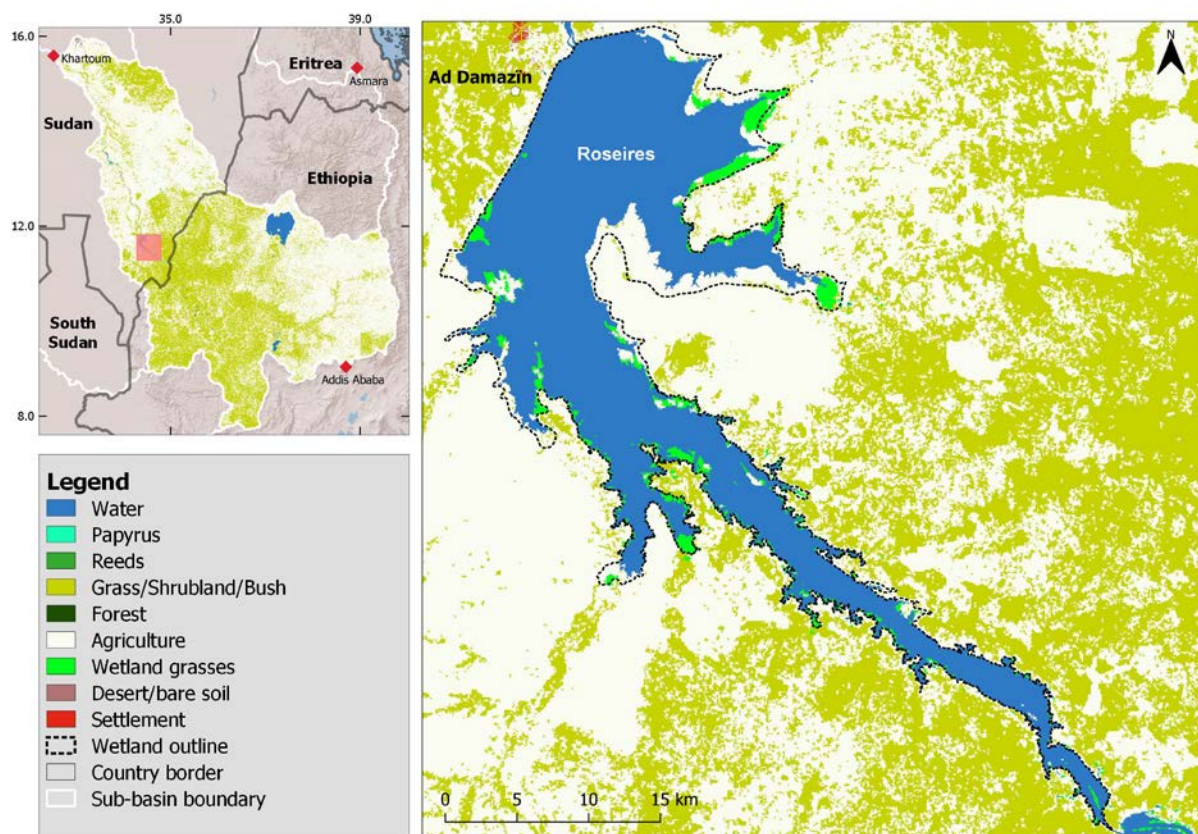 35.0
39.0
16.0
Khartoum
Eritrea
Asmara
Sudan
Ethiopia
12.0
South
Sudan
Addis Ababa
8.0
N
Ad Damazīn
Roseires
Legend
Water
Papyrus
Reeds
Grass/Shrubland/Bush
Forest
Agriculture
Wetland grasses
Desert/bare soil
Settlement
Wetland outline
Country border
Sub-basin boundary
0
5
10
15 km